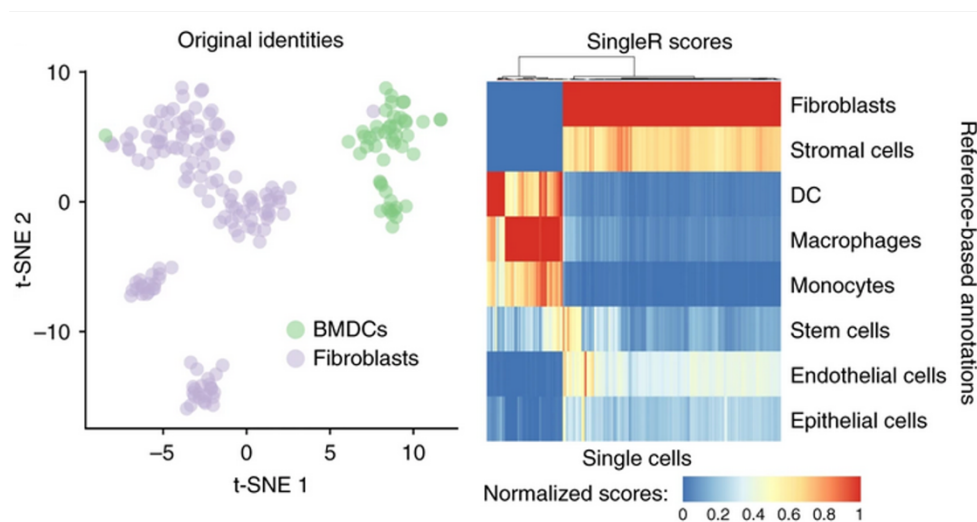 Original identities
10
0
−10
t-SNE 2
−5
0
5
10
t-SNE 1
BMDCs
Fibroblasts
SingleR scores
Fibroblasts
Stromal cells
DC
Macrophages
Monocytes
Stem cells
Endothelial cells
Epithelial cells
Reference-based annotations
Single cells
Normalized scores:
0 0.2 0.4 0.6 0.8 1